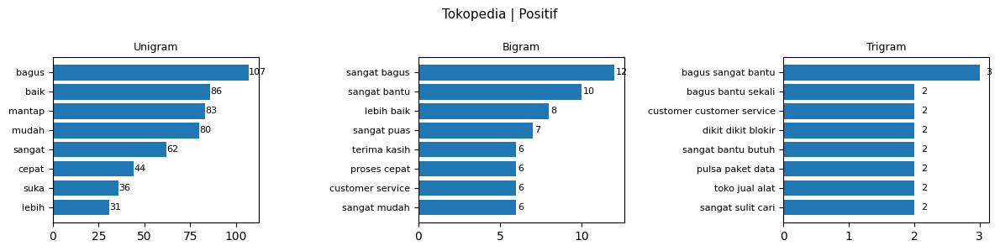 Tokopedia | Positif
Unigram
bagus 107
baik 86
mantap 83
mudah 80
sangat 62
cepat 44
suka 36
lebih 31
0 25 50 75 100
Bigram
sangat bagus 12
sangat bantu 10
lebih baik 8
sangat puas 7
terima kasih 6
proses cepat 6
customer service 6
sangat mudah 6
0 5 10
Trigram
bagus sangat bantu 3
bagus bantu sekali 2
customer customer service 2
dikit dikit blokir 2
sangat bantu butuh 2
pulsa paket data 2
toko jual alat 2
sangat sulit cari 2
0 1 2 3